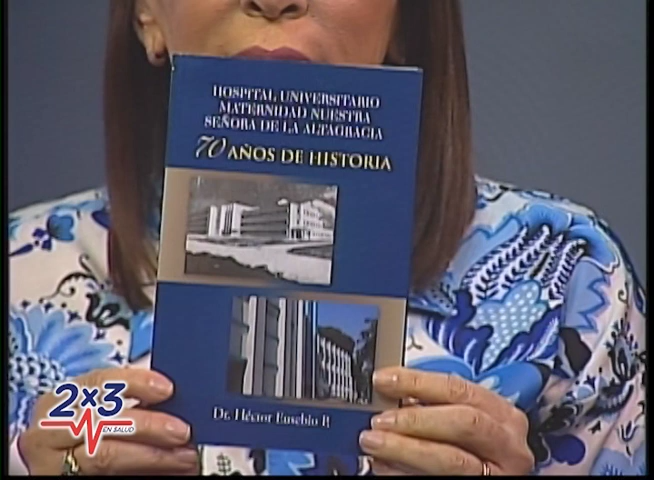 HOSPITAL UNIVERSITARIO
MATERNIDAD NUESTRA
SEÑORA DE LA ALTAGRACIA
70 AÑOS DE HISTORIA
Dr. Héctor Eusebio P.
2x3
EN SALUD